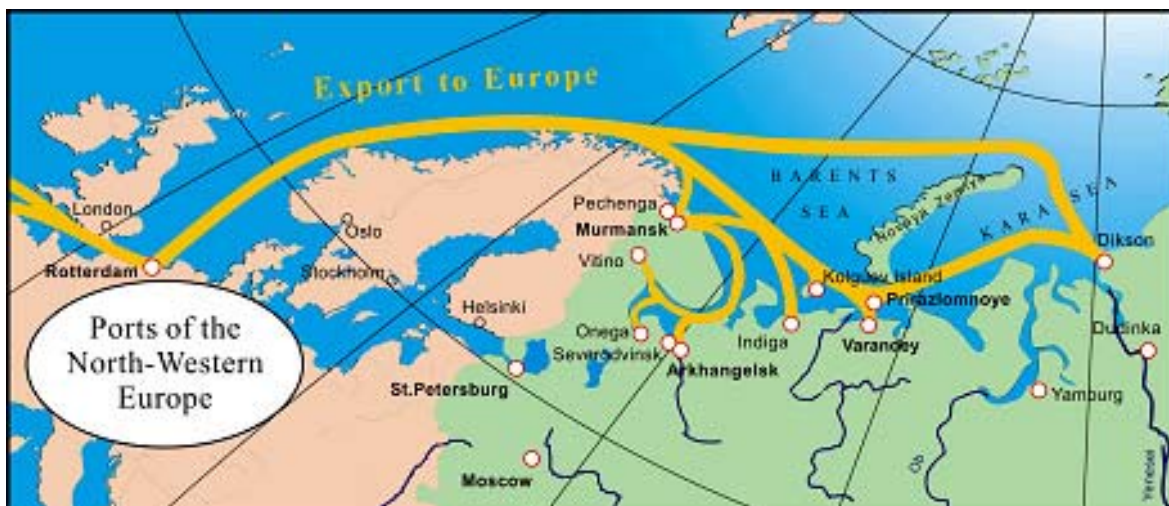 Export to Europe
BARENTS
SEA
Novaya Zemlya
KARA SEA
Pechenga
Murmansk
London
Oslo
Dikson
Rotterdam
Vitino
Stockholm
Kolguev Island
Prirazlomnoye
Helsinki
Onega
Severodvinsk
Indiga
Varandey
Dudinka
Arkhangelsk
Ports of the
North-Western
Europe
St.Petersburg
Yamburg
Ob
Yenesei
Moscow